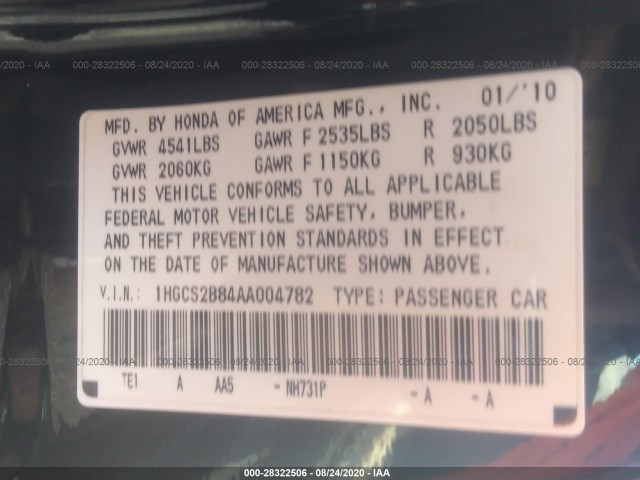 000-28322506 - 08/24/2020 - IAA
MFD. BY HONDA OF AMERICA MFG., INC. 01/'10
GVWR 4541LBS GAWR F 2535LBS R 2050LBS
GVWR 2060KG GAWR F 1150KG R 930KG
THIS VEHICLE CONFORMS TO ALL APPLICABLE
FEDERAL MOTOR VEHICLE SAFETY, BUMPER,
AND THEFT PREVENTION STANDARDS IN EFFECT
ON THE DATE OF MANUFACTURE SHOWN ABOVE.
V.I.N.: 1HGCS2B84AA004782 TYPE: PASSENGER CAR
TE1 A AA5 - NH731P - A - A
000-28322506 - 08/24/2020 - IAA